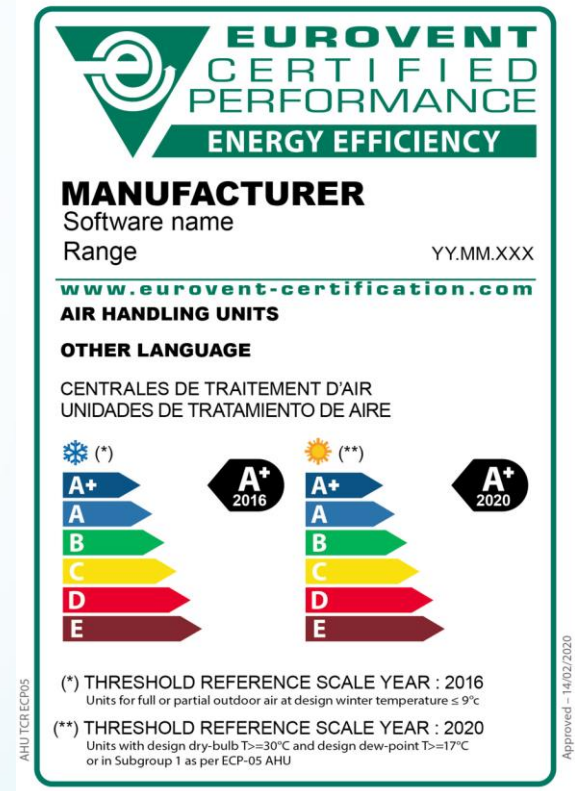 EUROVENT
CERTIFIED
PERFORMANCE
ENERGY EFFICIENCY
MANUFACTURER
Software name
Range YY.MM.XXX
www.eurovent-certification.com
AIR HANDLING UNITS
OTHER LANGUAGE
CENTRALES DE TRAITEMENT D'AIR
UNIDADES DE TRATAMIENTO DE AIRE
(*) (**)
A+ A+ 2016 A+ A+ 2020
A A
B B
C C
D D
E E
(*) THRESHOLD REFERENCE SCALE YEAR : 2016
Units for full or partial outdoor air at design winter temperature ≤ 9°c
(**) THRESHOLD REFERENCE SCALE YEAR : 2020
Units with design dry-bulb T>=30°C and design dew-point T>=17°C
or in Subgroup 1 as per ECP-05 AHU
AHU TCR ECP05
Approved – 14/02/2020